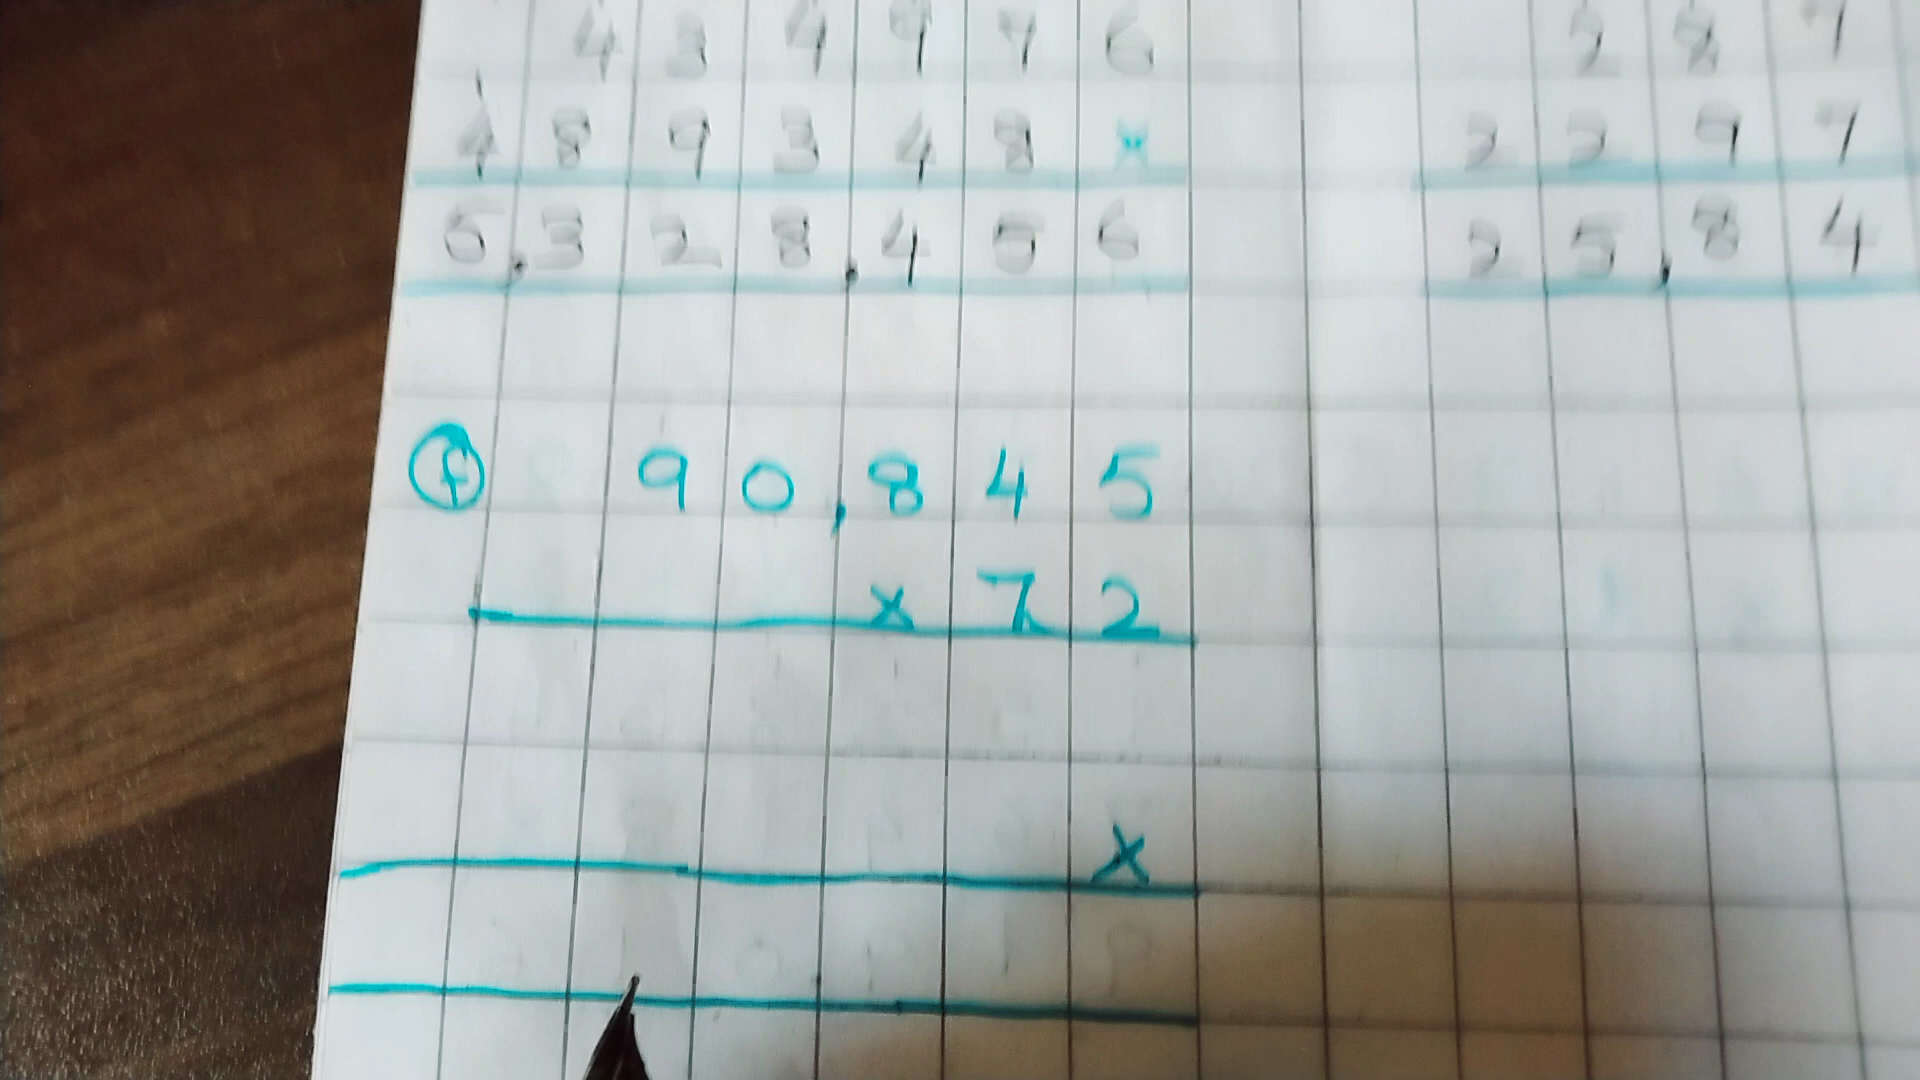 4 3 4 9 7 6
4 8 9 3 4 8 x
5,3 2 8,4 5 6
2 8 7
2 2 9 7
2 5,8 4
f 9 0,8 4 5
x 7 2
x